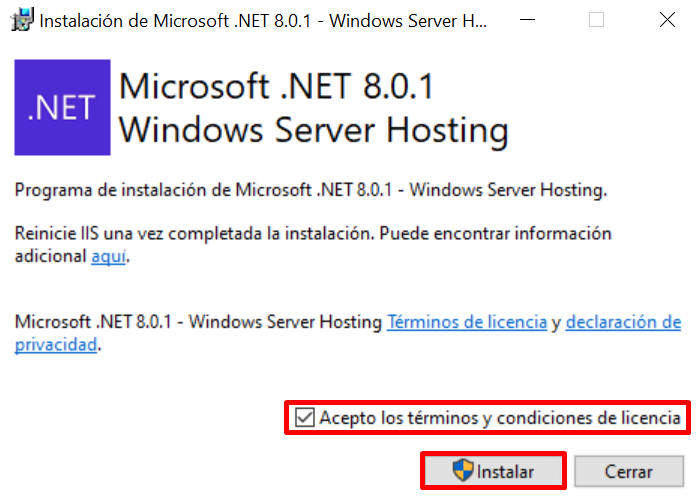 Instalación de Microsoft .NET 8.0.1 - Windows Server H...
.NET
Microsoft .NET 8.0.1
Windows Server Hosting
Programa de instalación de Microsoft .NET 8.0.1 - Windows Server Hosting.
Reinicie IIS una vez completada la instalación. Puede encontrar información
adicional aquí.
Microsoft .NET 8.0.1 - Windows Server Hosting Términos de licencia y declaración de
privacidad.
Acepto los términos y condiciones de licencia
Instalar
Cerrar